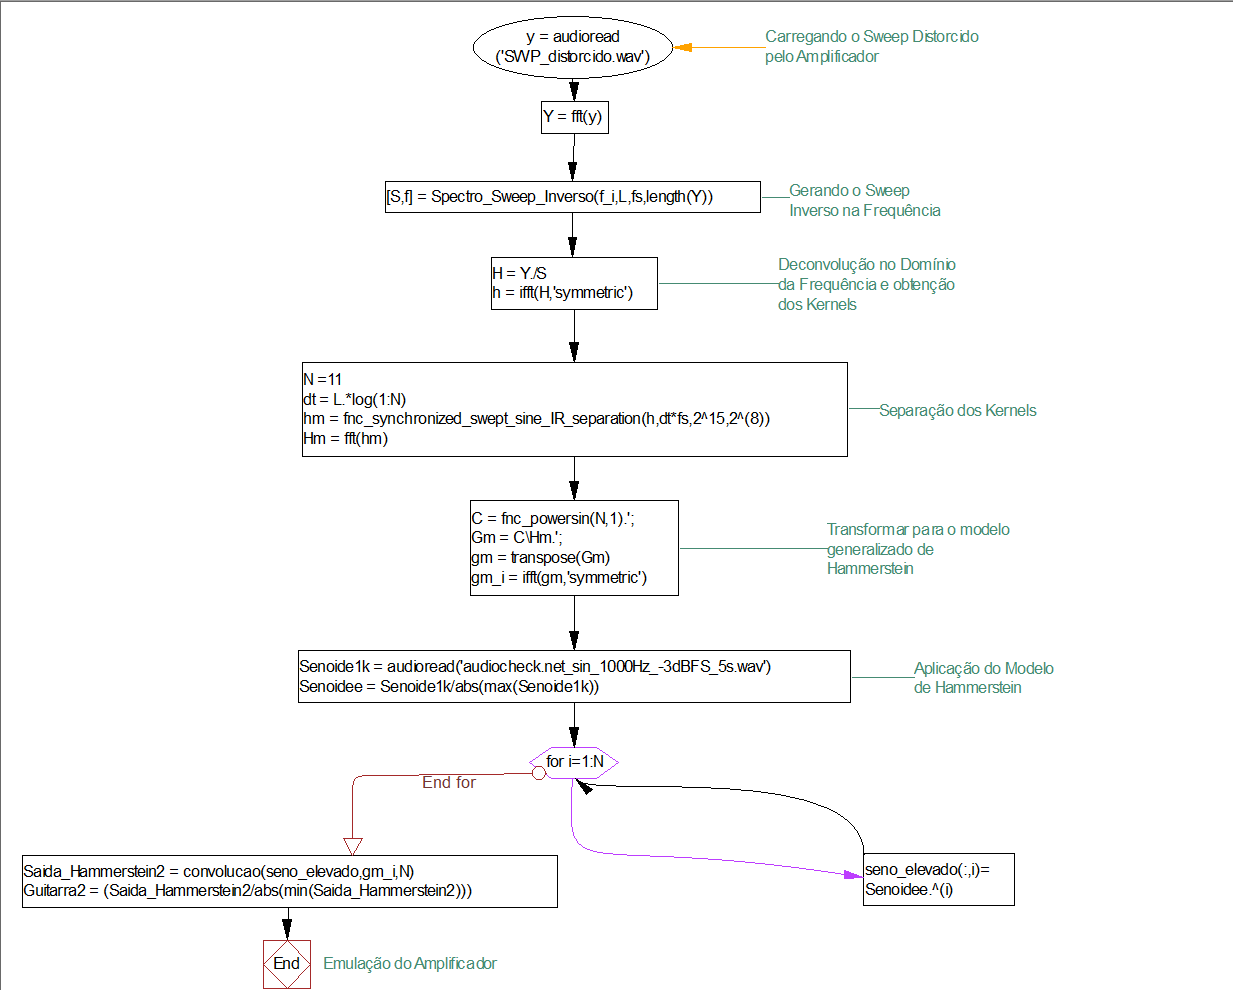 y = audioread
('SWP_distorcido.wav')
Carregando o Sweep Distorcido
pelo Amplificador
Y = fft(y)
[S,f] = Spectro_Sweep_Inverso(f_i,L,fs,length(Y))
Gerando o Sweep
Inverso na Frequência
H = Y./S
h = ifft(H,'symmetric')
Deconvolução no Domínio
da Frequência e obtenção
dos Kernels
N =11
dt = L.*log(1:N)
hm = fnc_synchronized_swept_sine_IR_separation(h,dt*fs,2^15,2^(8))
Hm = fft(hm)
Separação dos Kernels
C = fnc_powersin(N,1).';
Gm = C\Hm.';
gm = transpose(Gm)
gm_i = ifft(gm,'symmetric')
Transformar para o modelo
generalizado de
Hammerstein
Senoide1k = audioread('audiocheck.net_sin_1000Hz_-3dBFS_5s.wav')
Senoidee = Senoide1k/abs(max(Senoide1k))
Aplicação do Modelo
de Hammerstein
for i=1:N
End for
seno_elevado(:,i)=
Senoidee.^(i)
Saida_Hammerstein2 = convolucao(seno_elevado,gm_i,N)
Guitarra2 = (Saida_Hammerstein2/abs(min(Saida_Hammerstein2)))
End
Emulação do Amplificador